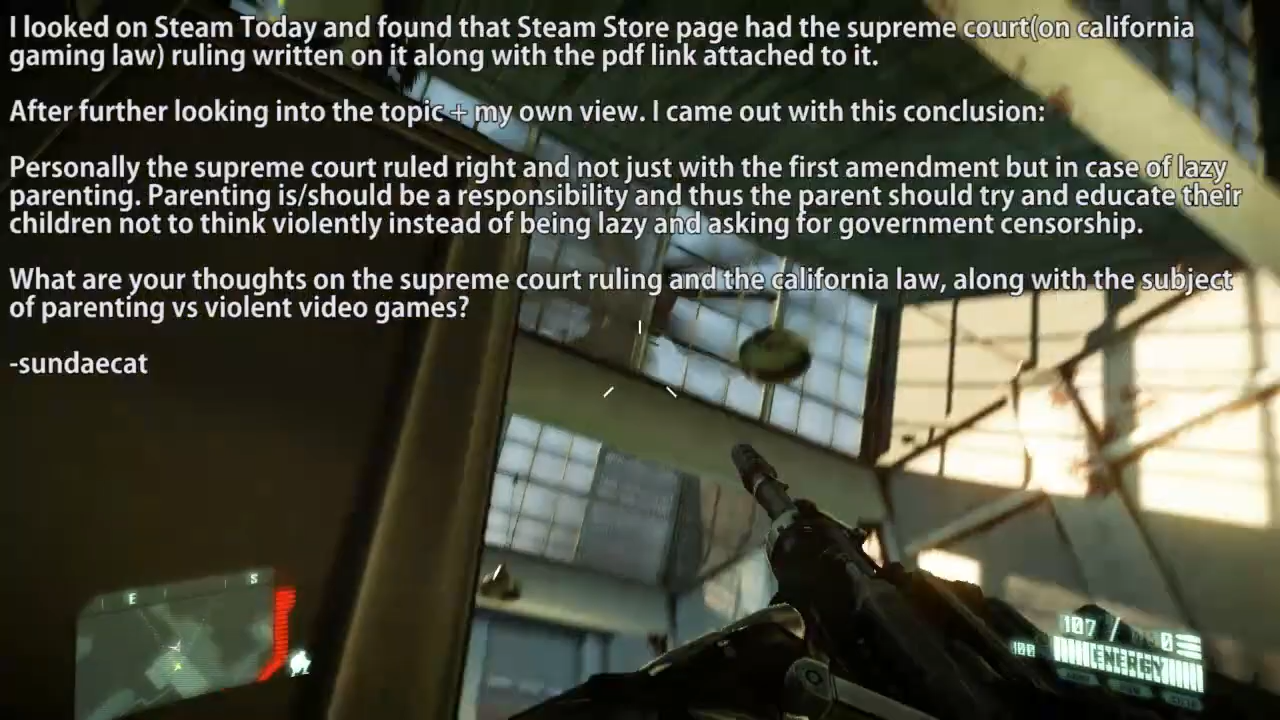 I looked on Steam Today and found that Steam Store page had the supreme court(on california
gaming law) ruling written on it along with the pdf link attached to it.
After further looking into the topic + my own view. I came out with this conclusion:
Personally the supreme court ruled right and not just with the first amendment but in case of lazy
parenting. Parenting is/should be a responsibility and thus the parent should try and educate their
children not to think violently instead of being lazy and asking for government censorship.
What are your thoughts on the supreme court ruling and the california law, along with the subject
of parenting vs violent video games?
-sundaecat
E
S
107 /
100
ENERGY